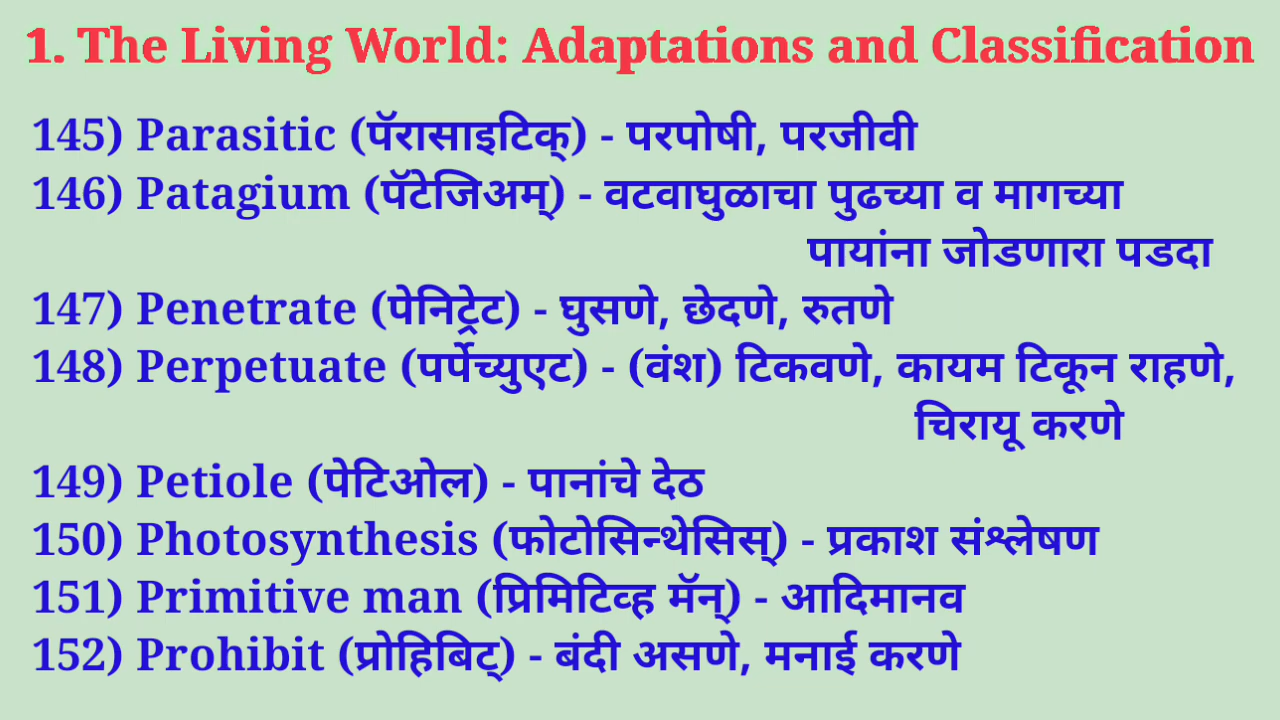 1. The Living World: Adaptations and Classification
145) Parasitic (पॅरासाइटिक्) - परपोषी, परजीवी
146) Patagium (पॅटेजिअम्) - वटवाघुळाचा पुढच्या व मागच्या
पायांना जोडणारा पडदा
147) Penetrate (पेनिट्रेट) - घुसणे, छेदणे, रुतणे
148) Perpetuate (पर्पेच्युएट) - (वंश) टिकवणे, कायम टिकून राहणे,
चिरायू करणे
149) Petiole (पेटिओल) - पानांचे देठ
150) Photosynthesis (फोटोसिन्थेसिस्) - प्रकाश संश्लेषण
151) Primitive man (प्रिमिटिव्ह मॅन्) - आदिमानव
152) Prohibit (प्रोहिबिट्) - बंदी असणे, मनाई करणे